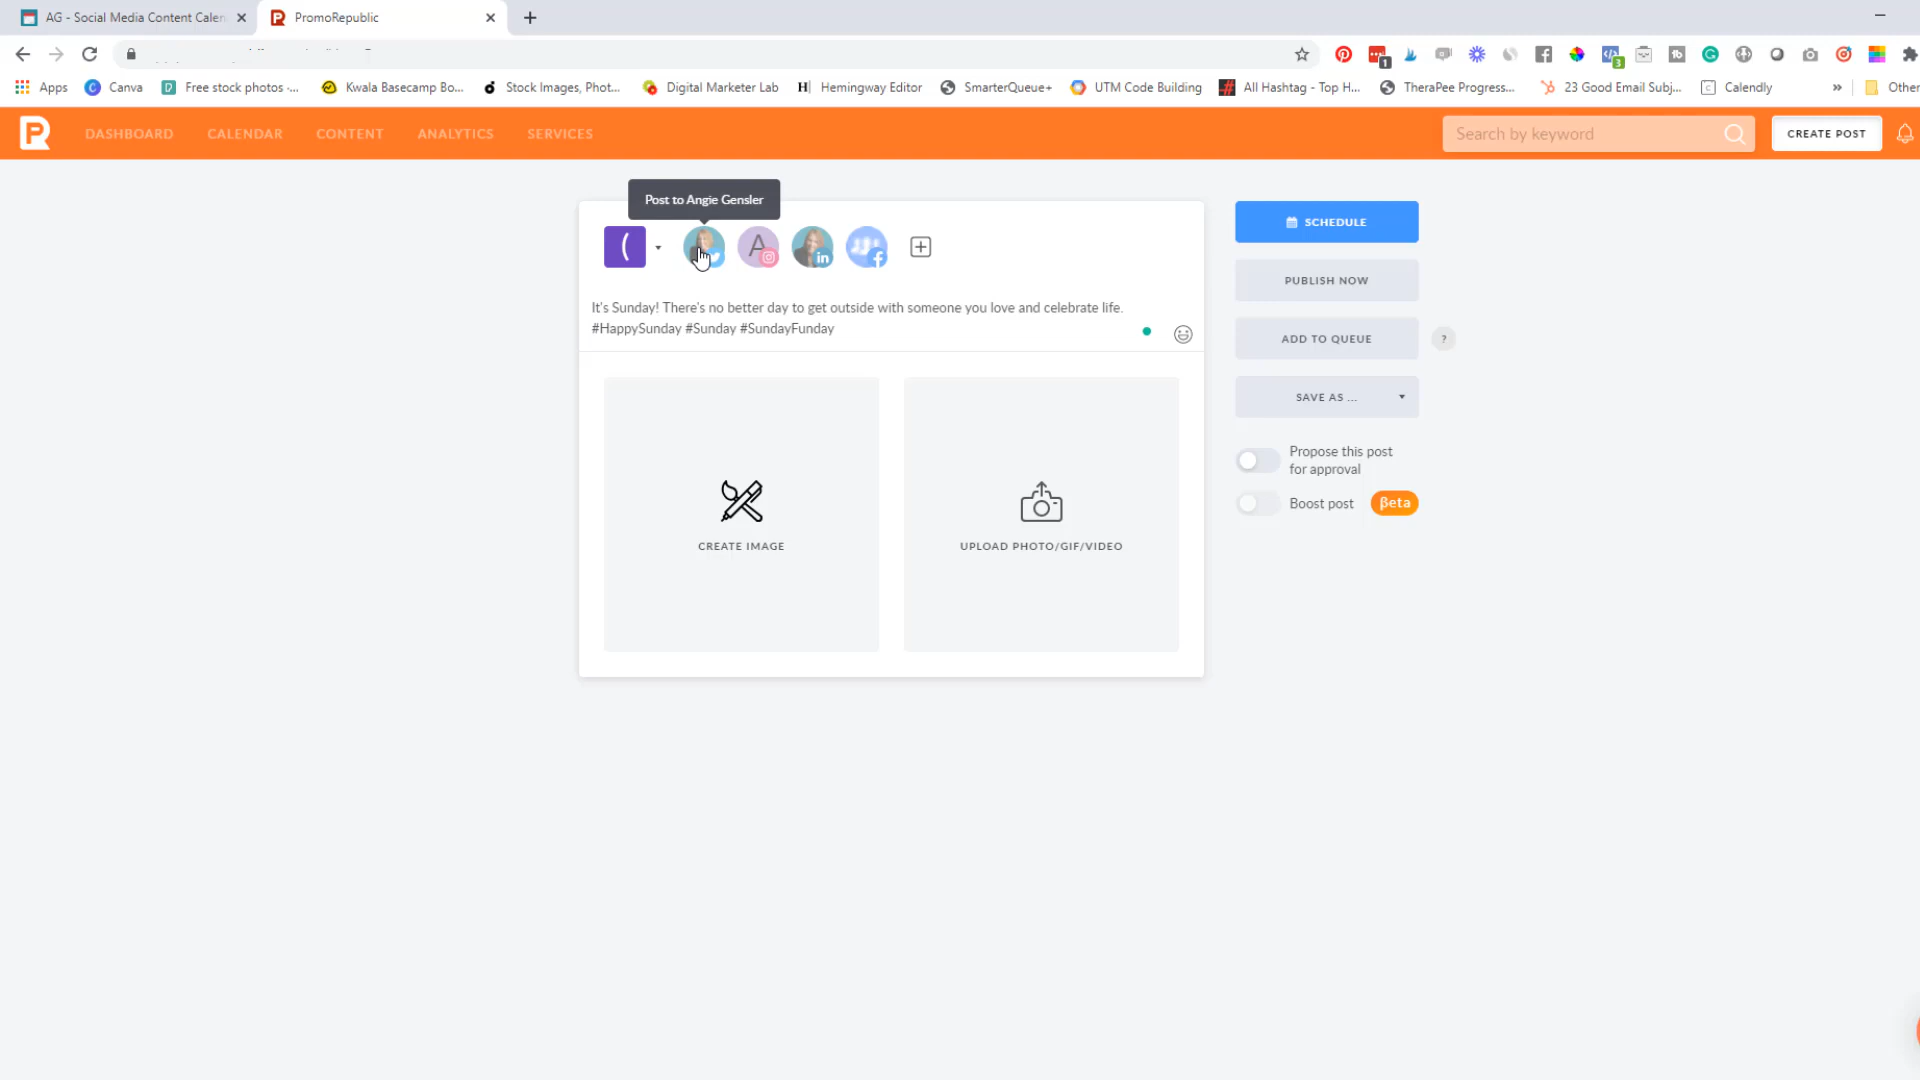 AG - Social Media Content Calen
PromoRepublic
Apps
Canva
Free stock photos -...
Kwala Basecamp Bo...
Stock Images, Phot...
Digital Marketer Lab
Hemingway Editor
SmarterQueue+
UTM Code Building
All Hashtag - Top H...
TheraPee Progress...
23 Good Email Subj...
Calendly
»
Other
DASHBOARD
CALENDAR
CONTENT
ANALYTICS
SERVICES
Search by keyword
CREATE POST
Post to Angie Gensler
(
A
It's Sunday! There's no better day to get outside with someone you love and celebrate life.
#HappySunday #Sunday #SundayFunday
CREATE IMAGE
UPLOAD PHOTO/GIF/VIDEO
SCHEDULE
PUBLISH NOW
ADD TO QUEUE
?
SAVE AS ...
Propose this post
for approval
Boost post
βeta